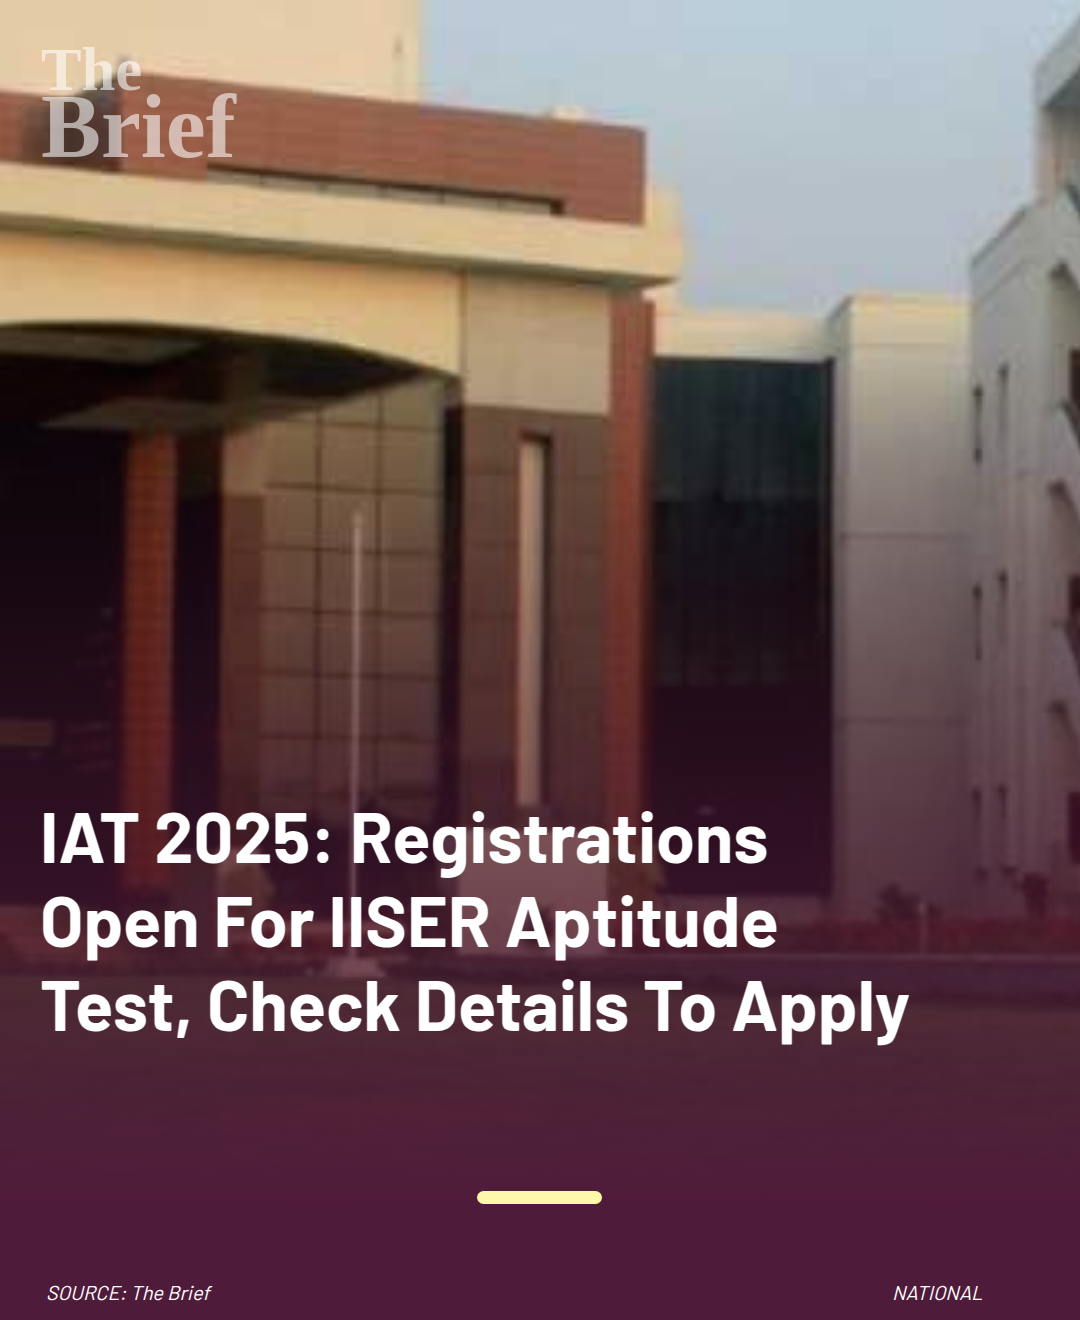 The
Brief
IAT 2025: Registrations
Open For IISER Aptitude
Test, Check Details To Apply
SOURCE: The Brief
NATIONAL